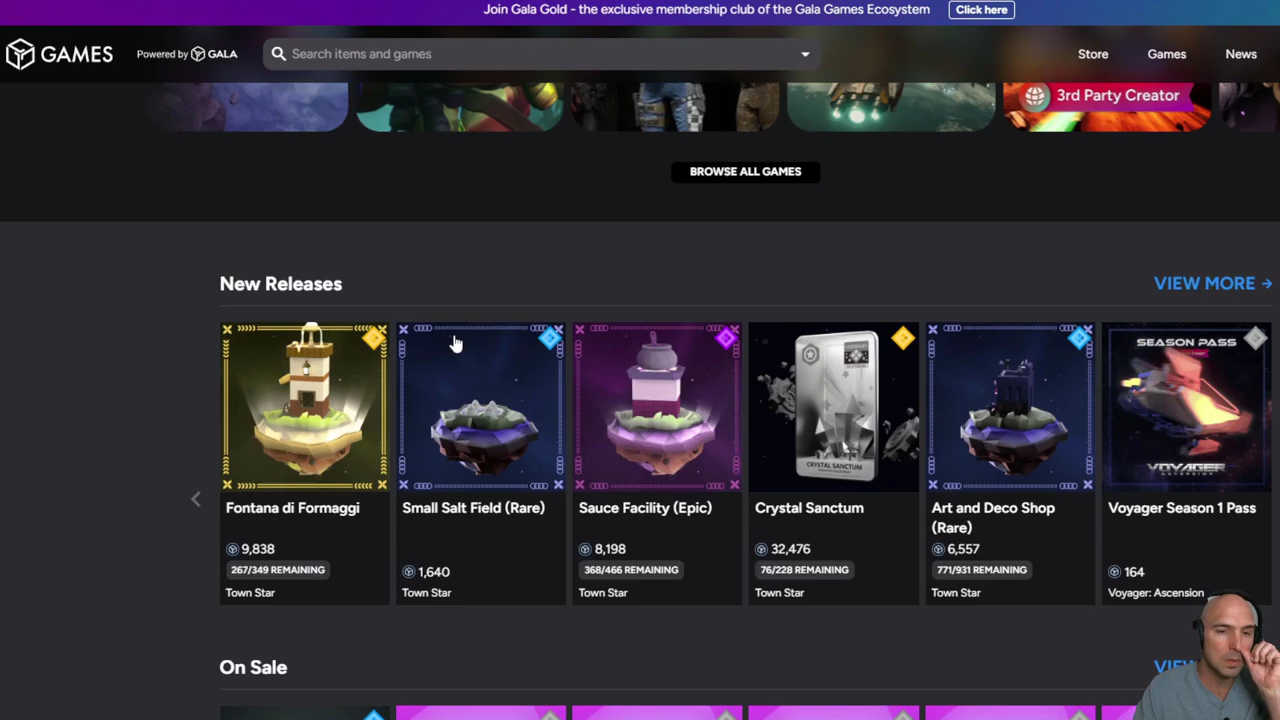 Join Gala Gold - the exclusive membership club of the Gala Games Ecosystem
Click here
GAMES
Powered by GALA
Search items and games
Store
Games
News
3rd Party Creator
BROWSE ALL GAMES
New Releases
VIEW MORE
SEASON PASS
CRYSTAL SANCTUM
VOYAGER
Fontana di Formaggi
Small Salt Field (Rare)
Sauce Facility (Epic)
Crystal Sanctum
Art and Deco Shop
(Rare)
Voyager Season 1 Pass
9,838
8,198
32,476
6,557
267/349 REMAINING
1,640
368/466 REMAINING
76/228 REMAINING
771/931 REMAINING
164
Town Star
Town Star
Town Star
Town Star
Town Star
Voyager: Ascension
On Sale